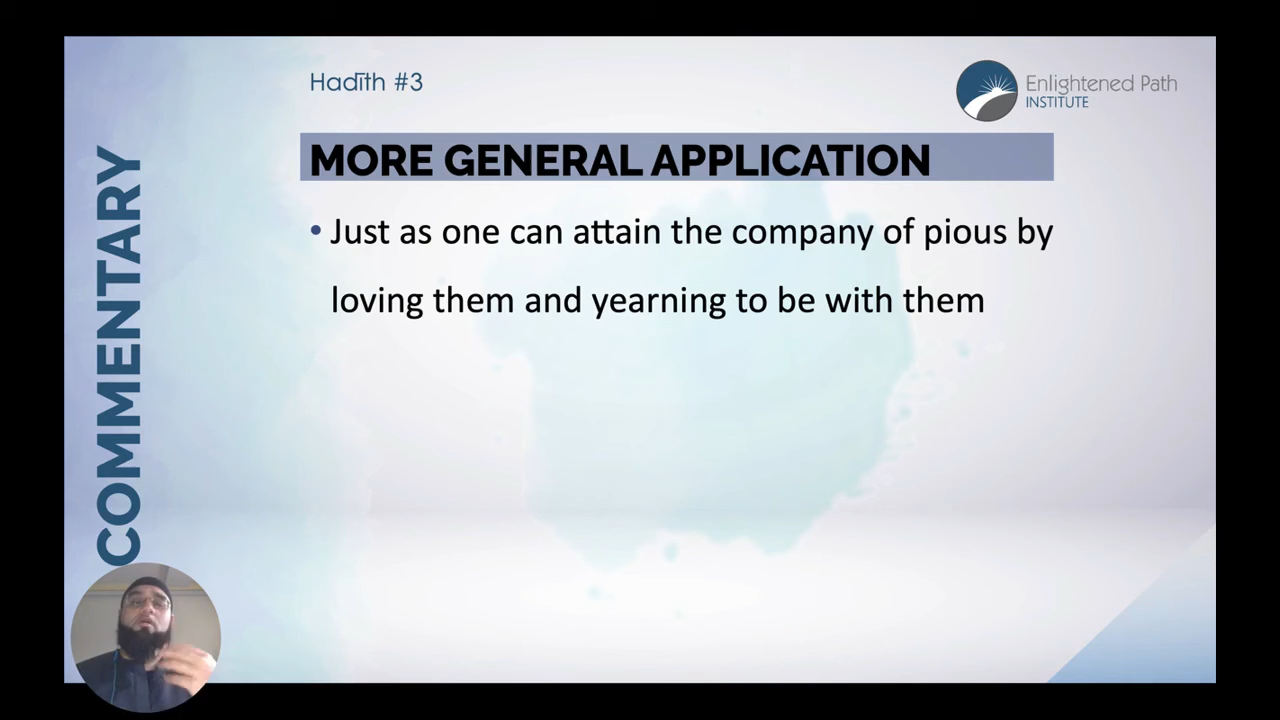 Hadīth #3
Enlightened Path
INSTITUTE
COMMENTARY
MORE GENERAL APPLICATION
• Just as one can attain the company of pious by
loving them and yearning to be with them